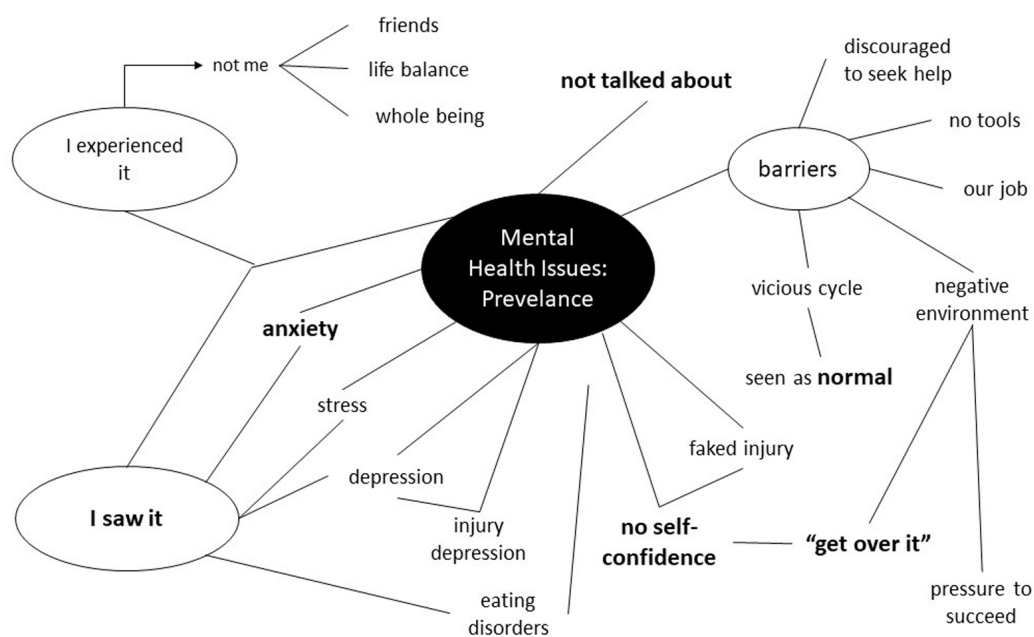 friends
not me
life balance
whole being
I experienced
it
not talked about
discouraged
to seek help
no tools
barriers
our job
Mental
Health Issues:
Prevelance
vicious cycle
negative
environment
anxiety
seen as normal
stress
faked injury
depression
I saw it
injury
depression
no self-
confidence
“get over it”
eating
disorders
pressure to
succeed